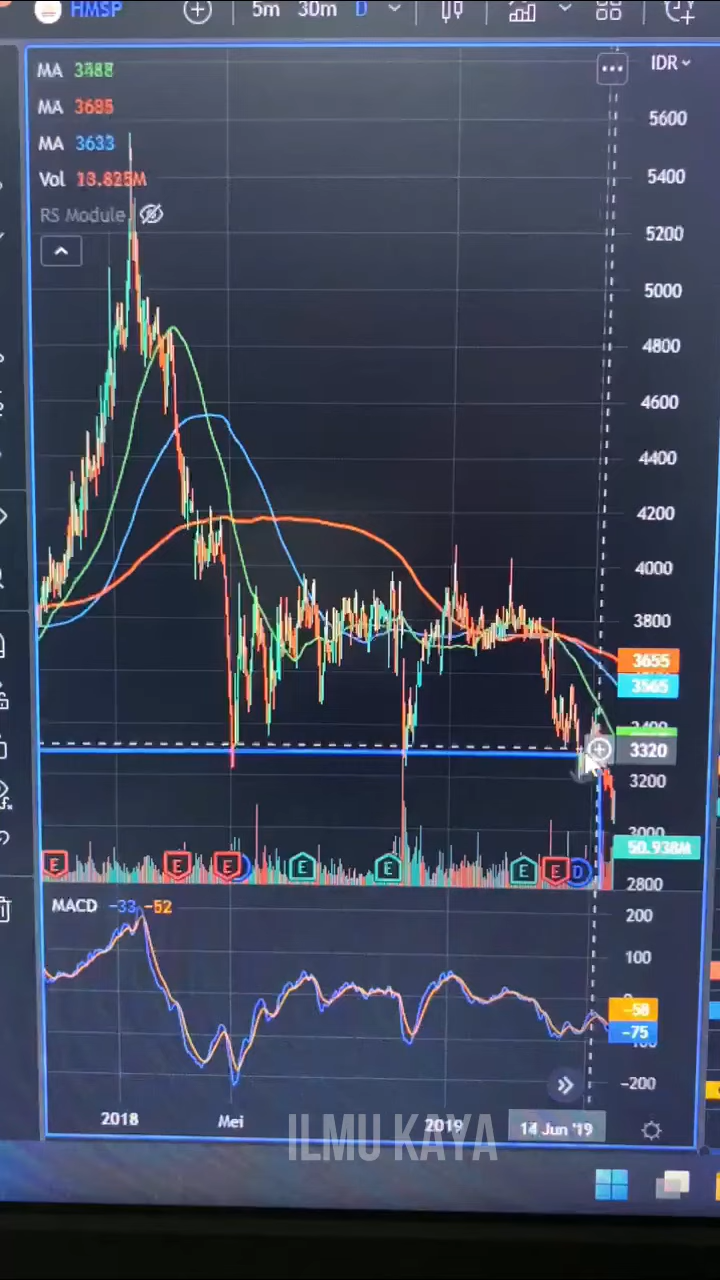 HMSP 5m 30m D
IDR
MA 3488
MA 3685
MA 3633
Vol 13.825M
RS Module
5600
5400
5200
5000
4800
4600
4400
4200
4000
3800
3655
3565
3320
3200
3000
50.938M
2800
E E E D E E E E D
MACD -33 -52
200
100
0
-58
-75
-200
2018 Mei 2019 14 Jun '19
ILMU KAYA